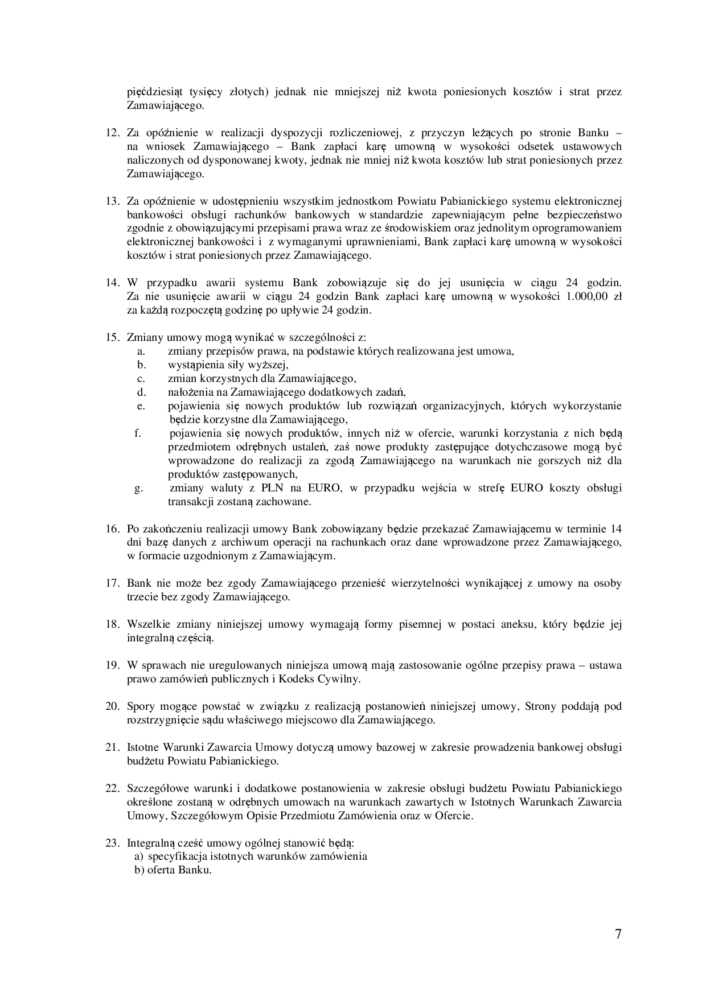 pięćdziesiąt tysięcy złotych) jednak nie mniejszej niż kwota poniesionych kosztów i strat przez
Zamawiającego.
12. Za opóźnienie w realizacji dyspozycji rozliczeniowej, z przyczyn leżących po stronie Banku –
na wniosek Zamawiającego – Bank zapłaci karę umowną w wysokości odsetek ustawowych
naliczonych od dysponowanej kwoty, jednak nie mniej niż kwota kosztów lub strat poniesionych przez
Zamawiającego.
13. Za opóźnienie w udostępnieniu wszystkim jednostkom Powiatu Pabianickiego systemu elektronicznej
bankowości obsługi rachunków bankowych w standardzie zapewniającym pełne bezpieczeństwo
zgodnie z obowiązującymi przepisami prawa wraz ze środowiskiem oraz jednolitym oprogramowaniem
elektronicznej bankowości i z wymaganymi uprawnieniami, Bank zapłaci karę umowną w wysokości
kosztów i strat poniesionych przez Zamawiającego.
14. W przypadku awarii systemu Bank zobowiązuje się do jej usunięcia w ciągu 24 godzin.
Za nie usunięcie awarii w ciągu 24 godzin Bank zapłaci karę umowną w wysokości 1.000,00 zł
za każdą rozpoczętą godzinę po upływie 24 godzin.
15. Zmiany umowy mogą wynikać w szczególności z:
a. zmiany przepisów prawa, na podstawie których realizowana jest umowa,
b. wystąpienia siły wyższej,
c. zmian korzystnych dla Zamawiającego,
d. nałożenia na Zamawiającego dodatkowych zadań,
e. pojawienia się nowych produktów lub rozwiązań organizacyjnych, których wykorzystanie
będzie korzystne dla Zamawiającego,
f. pojawienia się nowych produktów, innych niż w ofercie, warunki korzystania z nich będą
przedmiotem odrębnych ustaleń, zaś nowe produkty zastępujące dotychczasowe mogą być
wprowadzone do realizacji za zgodą Zamawiającego na warunkach nie gorszych niż dla
produktów zastępowanych,
g. zmiany waluty z PLN na EURO, w przypadku wejścia w strefę EURO koszty obsługi
transakcji zostaną zachowane.
16. Po zakończeniu realizacji umowy Bank zobowiązany będzie przekazać Zamawiającemu w terminie 14
dni bazę danych z archiwum operacji na rachunkach oraz dane wprowadzone przez Zamawiającego,
w formacie uzgodnionym z Zamawiającym.
17. Bank nie może bez zgody Zamawiającego przenieść wierzytelności wynikającej z umowy na osoby
trzecie bez zgody Zamawiającego.
18. Wszelkie zmiany niniejszej umowy wymagają formy pisemnej w postaci aneksu, który będzie jej
integralną częścią.
19. W sprawach nie uregulowanych niniejsza umową mają zastosowanie ogólne przepisy prawa – ustawa
prawo zamówień publicznych i Kodeks Cywilny.
20. Spory mogące powstać w związku z realizacją postanowień niniejszej umowy, Strony poddają pod
rozstrzygnięcie sądu właściwego miejscowo dla Zamawiającego.
21. Istotne Warunki Zawarcia Umowy dotyczą umowy bazowej w zakresie prowadzenia bankowej obsługi
budżetu Powiatu Pabianickiego.
22. Szczegółowe warunki i dodatkowe postanowienia w zakresie obsługi budżetu Powiatu Pabianickiego
określone zostaną w odrębnych umowach na warunkach zawartych w Istotnych Warunkach Zawarcia
Umowy, Szczegółowym Opisie Przedmiotu Zamówienia oraz w Ofercie.
23. Integralną cześć umowy ogólnej stanowić będą:
a) specyfikacja istotnych warunków zamówienia
b) oferta Banku.
7